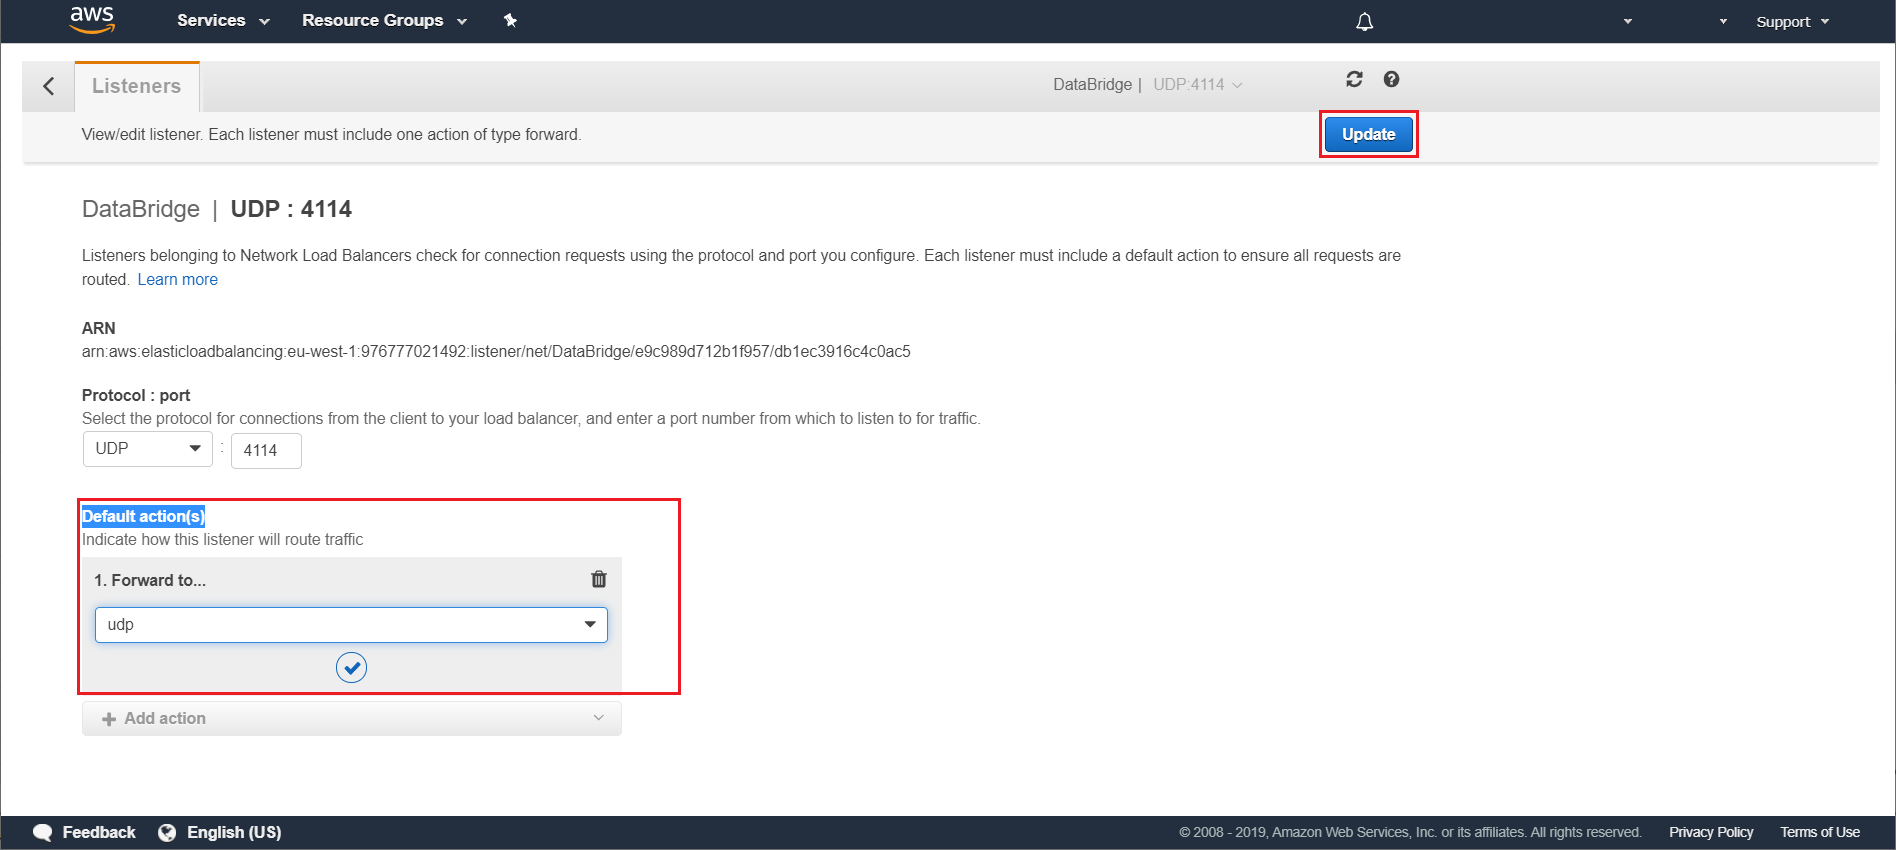 aws
Services
Resource Groups
Support
Listeners
DataBridge | UDP:4114
View/edit listener. Each listener must include one action of type forward.
Update
DataBridge | UDP : 4114
Listeners belonging to Network Load Balancers check for connection requests using the protocol and port you configure. Each listener must include a default action to ensure all requests are
routed. Learn more
ARN
arn:aws:elasticloadbalancing:eu-west-1:976777021492:listener/net/DataBridge/e9c989d712b1f957/db1ec3916c4c0ac5
Protocol : port
Select the protocol for connections from the client to your load balancer, and enter a port number from which to listen to for traffic.
UDP : 4114
Default action(s)
Indicate how this listener will route traffic
1. Forward to...
udp
Add action
Feedback
English (US)
© 2008 - 2019, Amazon Web Services, Inc. or its affiliates. All rights reserved.
Privacy Policy
Terms of Use